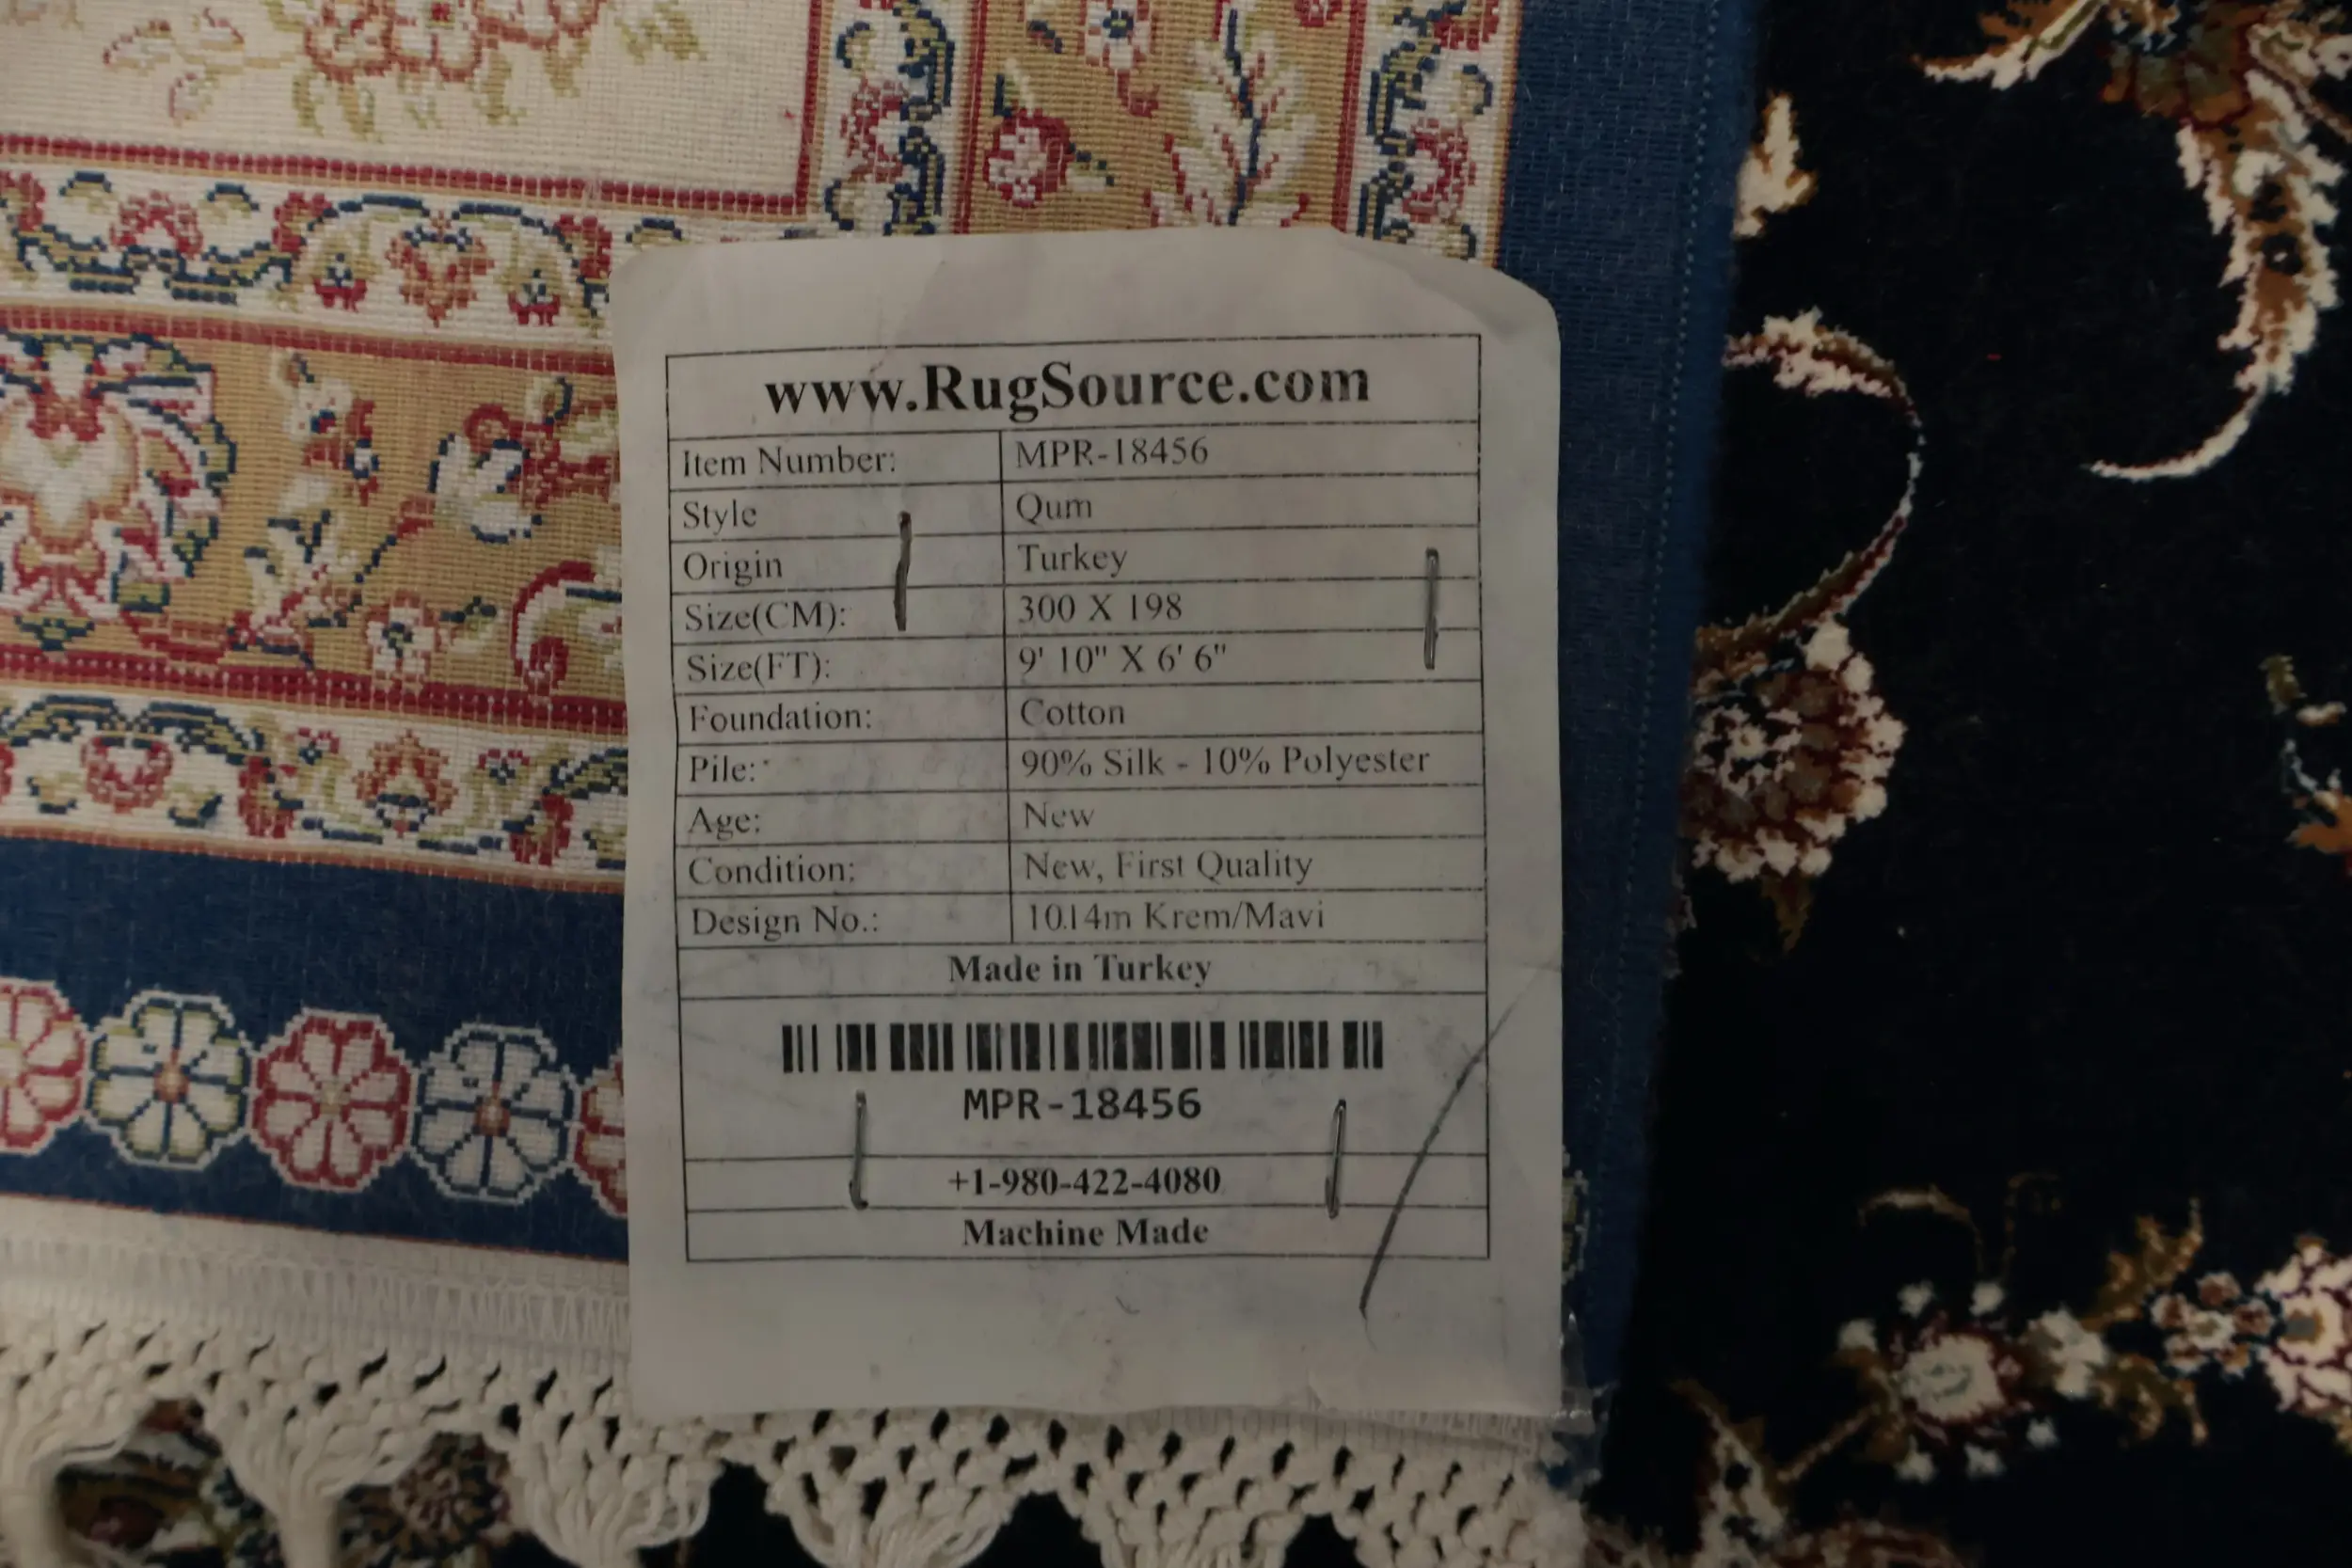 www.RugSource.com
Item Number: MPR-18456
Style Qum
Origin Turkey
Size(CM): 300 X 198
Size(FT): 9' 10" X 6' 6"
Foundation: Cotton
Pile: 90% Silk - 10% Polyester
Age: New
Condition: New, First Quality
Design No.: 1014m Krem/Mavi
Made in Turkey
MPR-18456
+1-980-422-4080
Machine Made